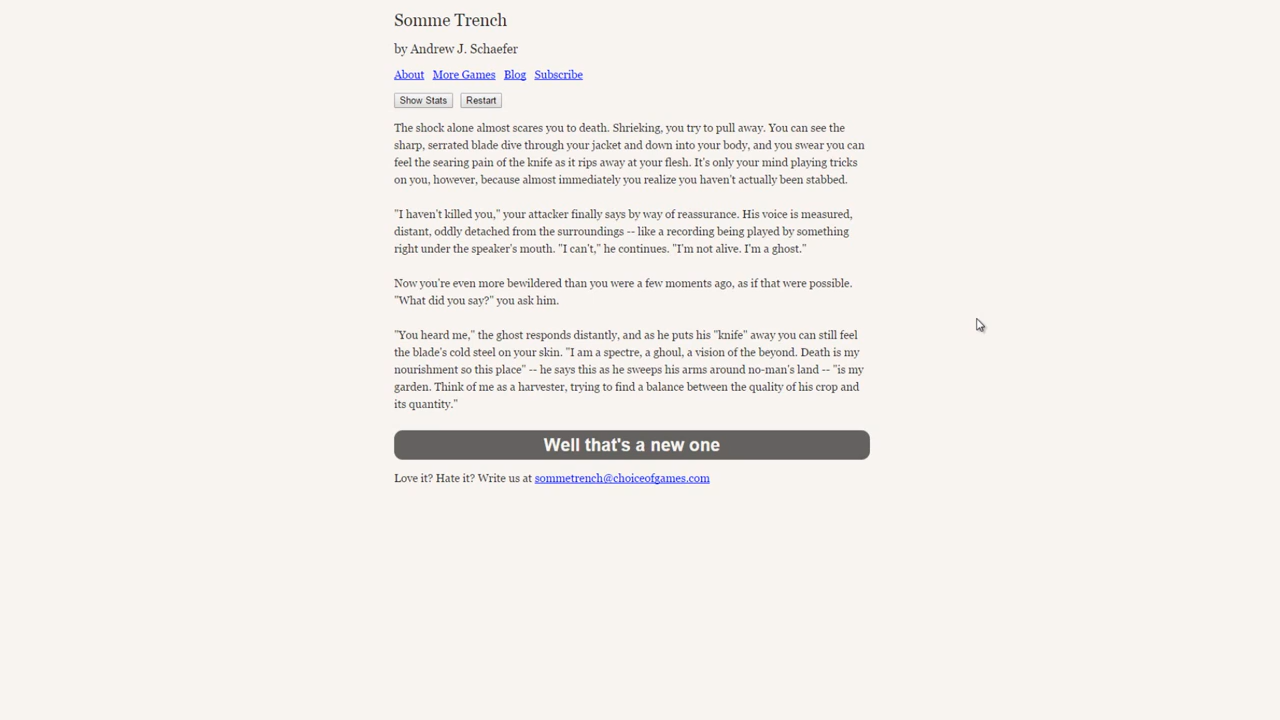 Somme Trench
by Andrew J. Schaefer
About More Games Blog Subscribe
Show Stats Restart
The shock alone almost scares you to death. Shrieking, you try to pull away. You can see the
sharp, serrated blade dive through your jacket and down into your body, and you swear you can
feel the searing pain of the knife as it rips away at your flesh. It's only your mind playing tricks
on you, however, because almost immediately you realize you haven't actually been stabbed.
"I haven't killed you," your attacker finally says by way of reassurance. His voice is measured,
distant, oddly detached from the surroundings -- like a recording being played by something
right under the speaker's mouth. "I can't," he continues. "I'm not alive. I'm a ghost."
Now you're even more bewildered than you were a few moments ago, as if that were possible.
"What did you say?" you ask him.
"You heard me," the ghost responds distantly, and as he puts his "knife" away you can still feel
the blade's cold steel on your skin. "I am a spectre, a ghoul, a vision of the beyond. Death is my
nourishment so this place" -- he says this as he sweeps his arms around no-man's land -- "is my
garden. Think of me as a harvester, trying to find a balance between the quality of his crop and
its quantity."
Well that's a new one
Love it? Hate it? Write us at sommetrench@choiceofgames.com